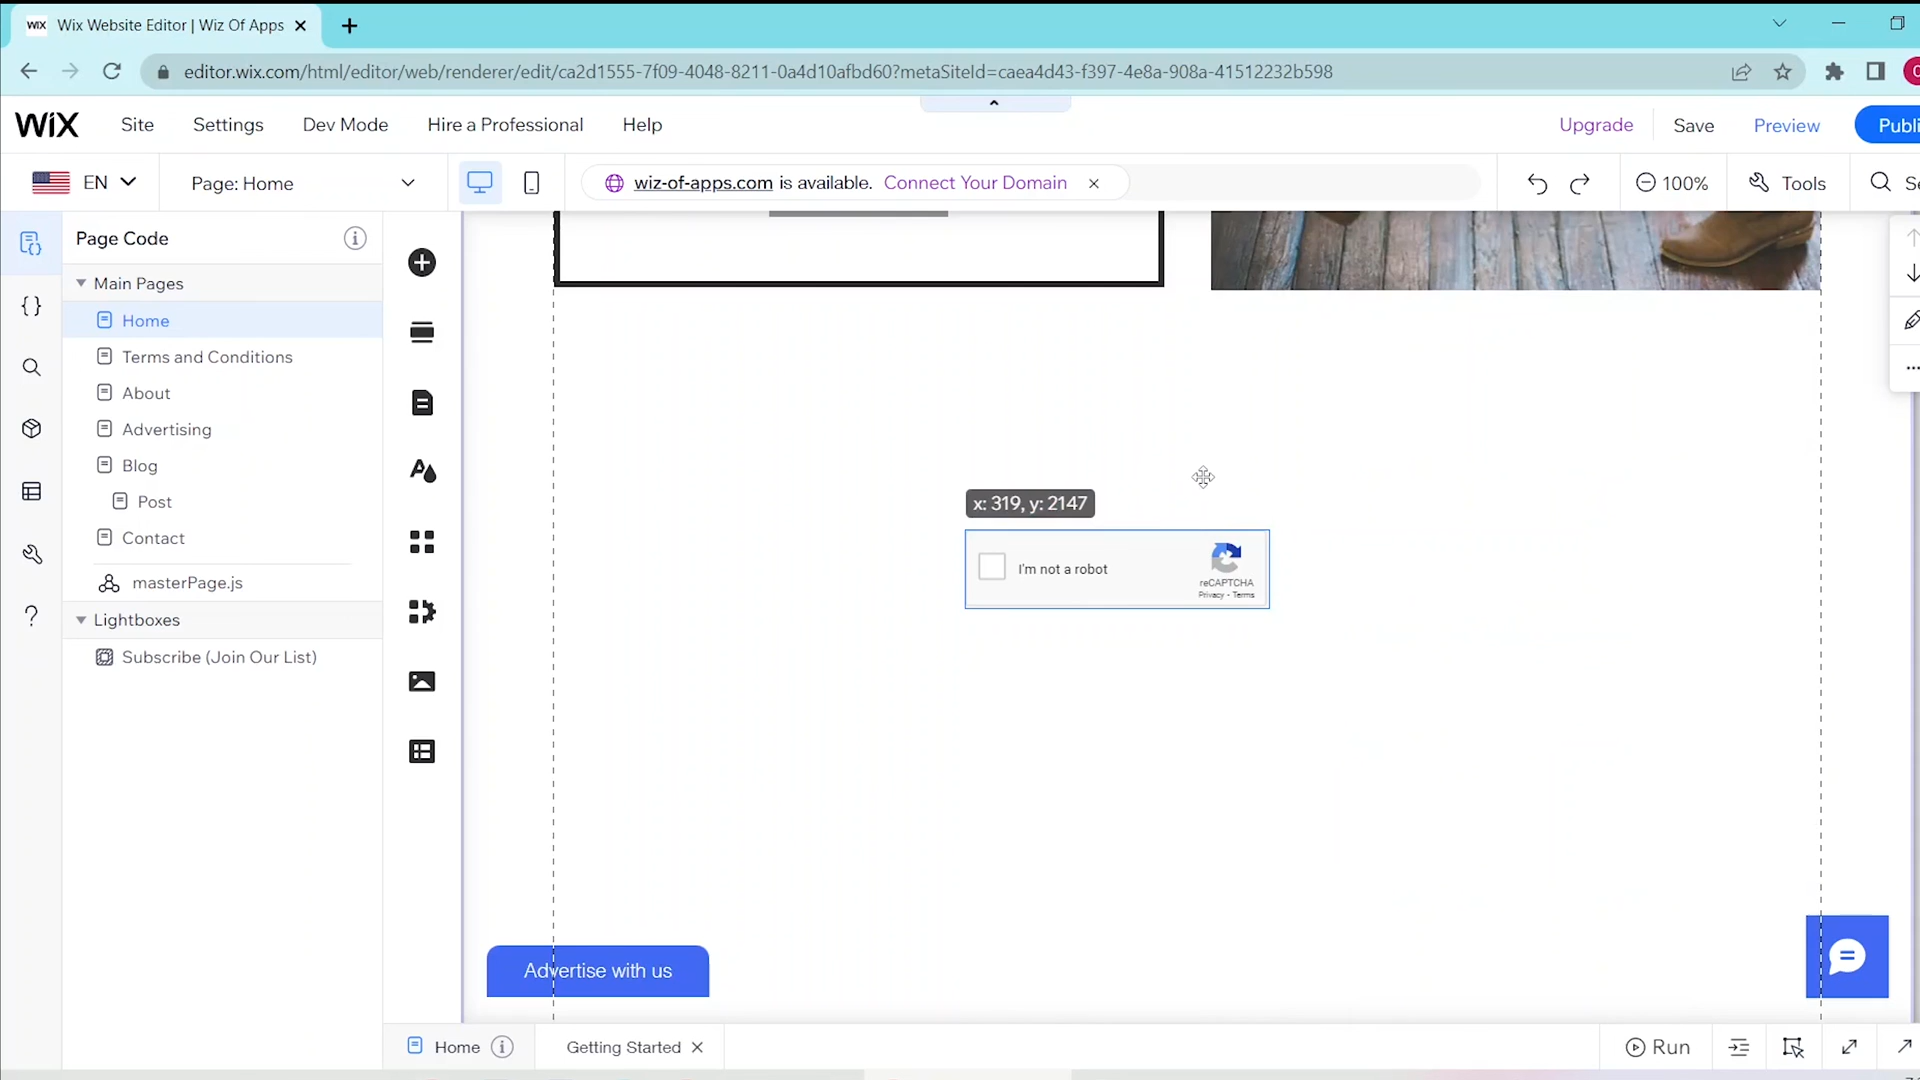 WIX Wix Website Editor | Wiz Of Apps
editor.wix.com/html/editor/web/renderer/edit/ca2d1555-7f09-4048-8211-0a4d10afbd60?metaSiteId=caea4d43-f397-4e8a-908a-41512232b598
WIX Site Settings Dev Mode Hire a Professional Help Upgrade Save Preview Publi
EN Page: Home wiz-of-apps.com is available. Connect Your Domain 100% Tools Se
Page Code
Main Pages
Home
Terms and Conditions
About
Advertising
Blog
Post
Contact
masterPage.js
Lightboxes
Subscribe (Join Our List)
x: 319, y: 2147
I'm not a robot
reCAPTCHA
Privacy - Terms
Advertise with us
Home Getting Started Run